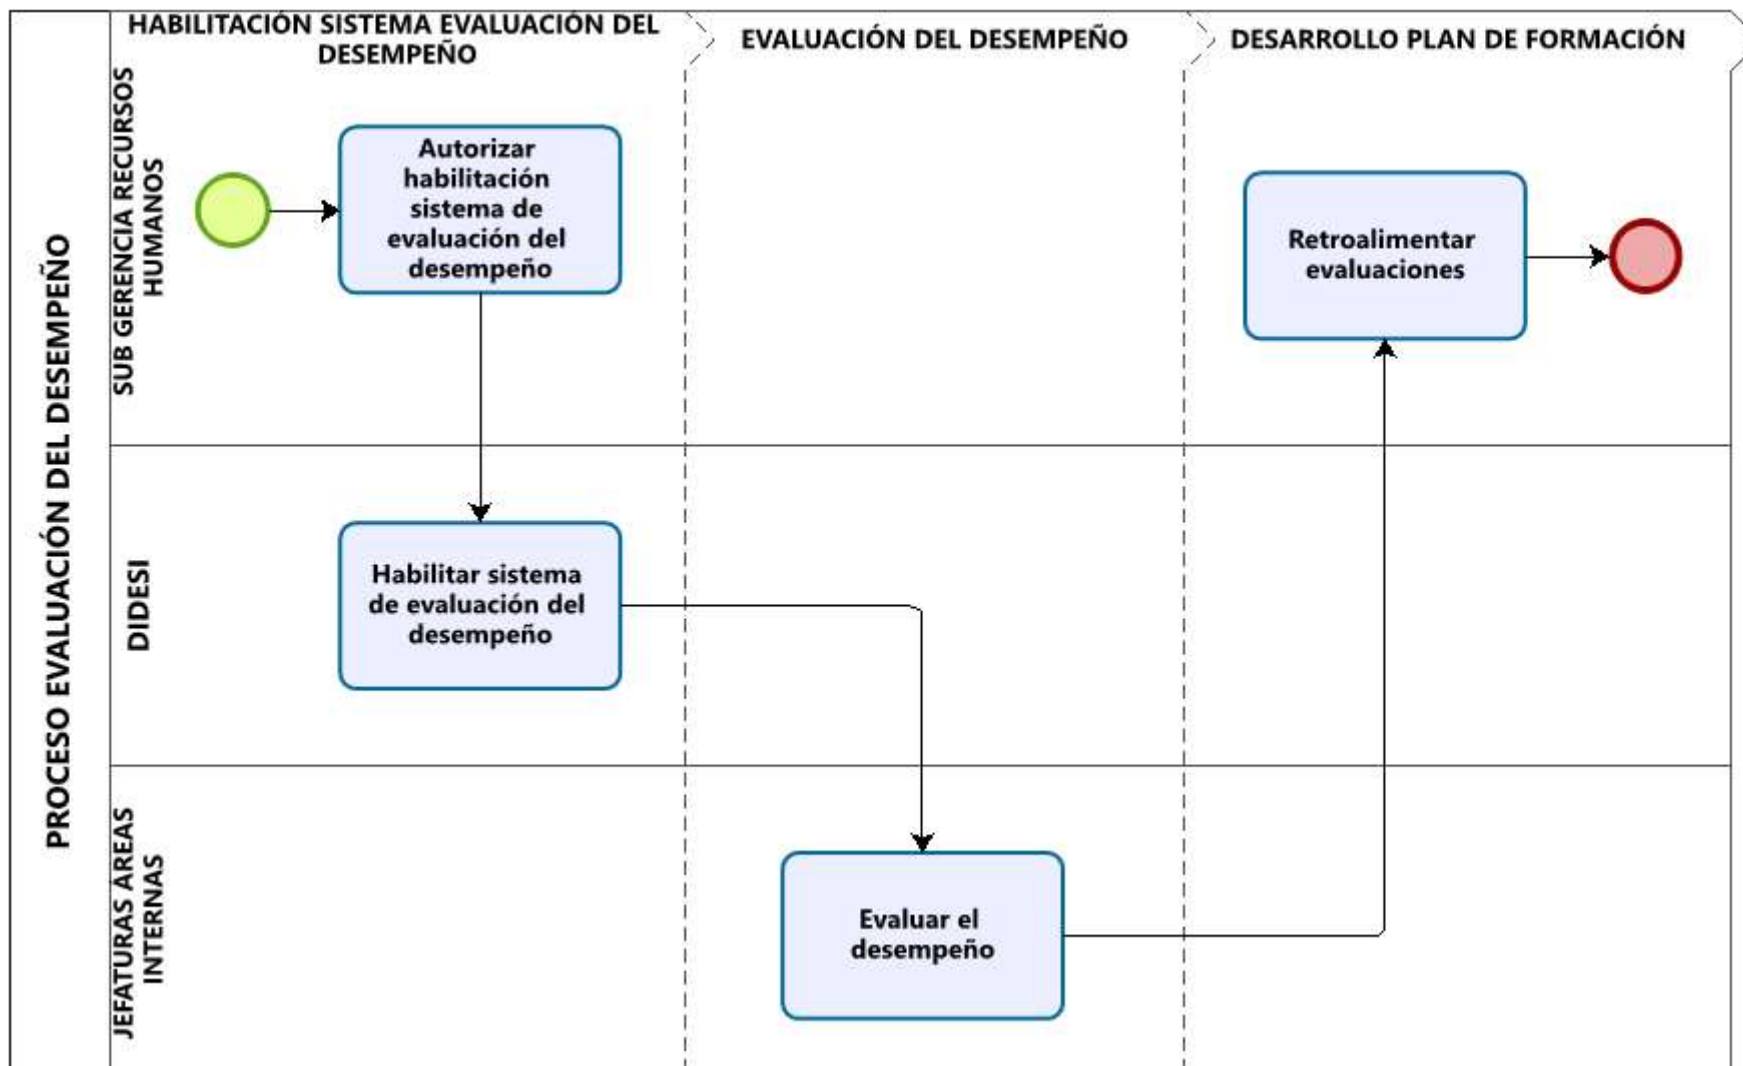 HABILITACIÓN SISTEMA EVALUACIÓN DEL
DESEMPEÑO
EVALUACIÓN DEL DESEMPEÑO
DESARROLLO PLAN DE FORMACIÓN
PROCESO EVALUACIÓN DEL DESEMPEÑO
SUB GERENCIA RECURSOS
HUMANOS
Autorizar
habilitación
sistema de
evaluación del
desempeño
Retroalimentar
evaluaciones
DIDESI
Habilitar sistema
de evaluación del
desempeño
JEFATURAS AREAS
INTERNAS
Evaluar el
desempeño